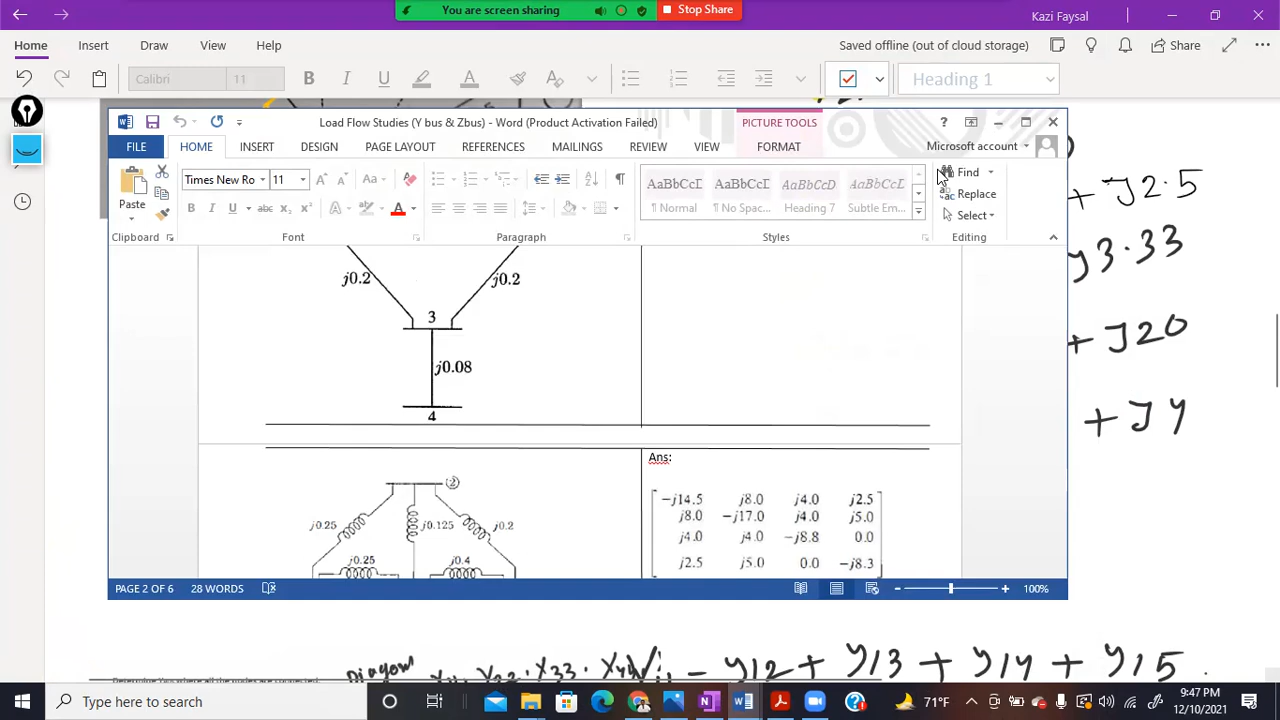 You are screen sharing
Stop Share
Kazi Faysal
Home Insert Draw View Help
Saved offline (out of cloud storage)
Share
Calibri 11
Heading 1
Load Flow Studies (Y bus & Zbus) - Word (Product Activation Failed)
PICTURE TOOLS
FILE HOME INSERT DESIGN PAGE LAYOUT REFERENCES MAILINGS REVIEW VIEW FORMAT
Microsoft account
Paste
Times New Ro 11
AaBbCcI AaBbCcL AaBbCcD AaBbCcL
¶ Normal ¶ No Spac... Heading 7 Subtle Em...
Find
Replace
Select
Clipboard Font Paragraph Styles Editing
+ J2.5
y3.33
+ J20
+ J4
j0.2 j0.2
3
j0.08
4
Ans:
2
j0.25 j0.125 j0.2
j0.25 j0.4
-j14.5 j8.0 j4.0 j2.5
j8.0 -j17.0 j4.0 j5.0
j4.0 j4.0 -j8.8 0.0
j2.5 j5.0 0.0 -j8.3
PAGE 2 OF 6 28 WORDS
100%
Diagonal
y12 + y13 + y14 + y15
Type here to search
71°F
9:47 PM
12/10/2021